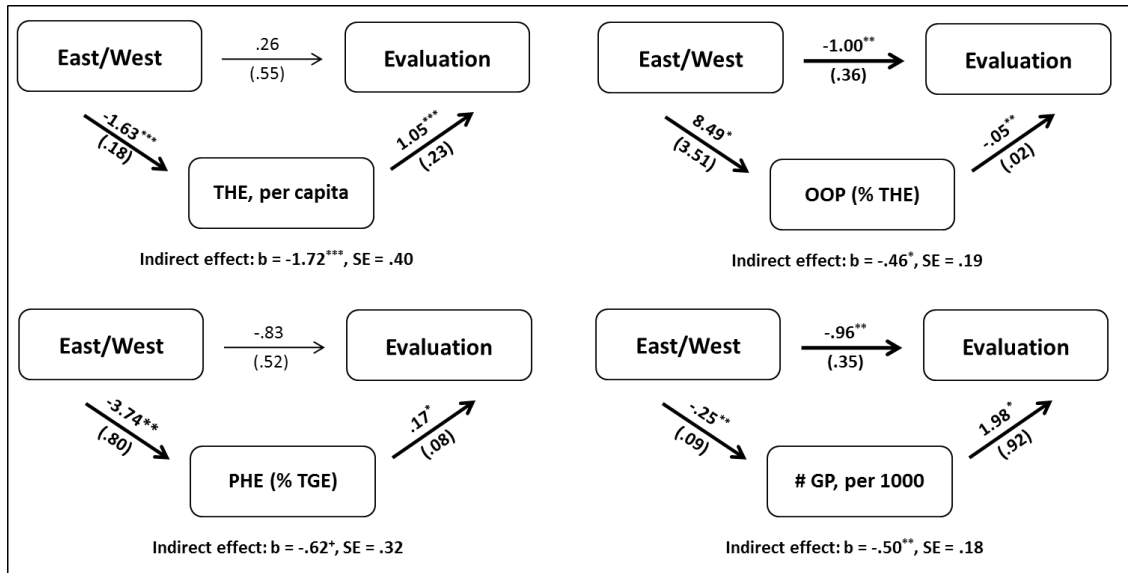 East/West
.26
(.55)
Evaluation
-1.63***
(.18)
1.05***
(.23)
THE, per capita
Indirect effect: b = -1.72***, SE = .40
East/West
-1.00**
(.36)
Evaluation
8.49*
(3.51)
-.05**
(.02)
OOP (% THE)
Indirect effect: b = -.46*, SE = .19
East/West
-.83
(.52)
Evaluation
-3.74**
(.80)
.17*
(.08)
PHE (% TGE)
Indirect effect: b = -.62+, SE = .32
East/West
-.96**
(.35)
Evaluation
-.25**
(.09)
1.98*
(.92)
# GP, per 1000
Indirect effect: b = -.50**, SE = .18